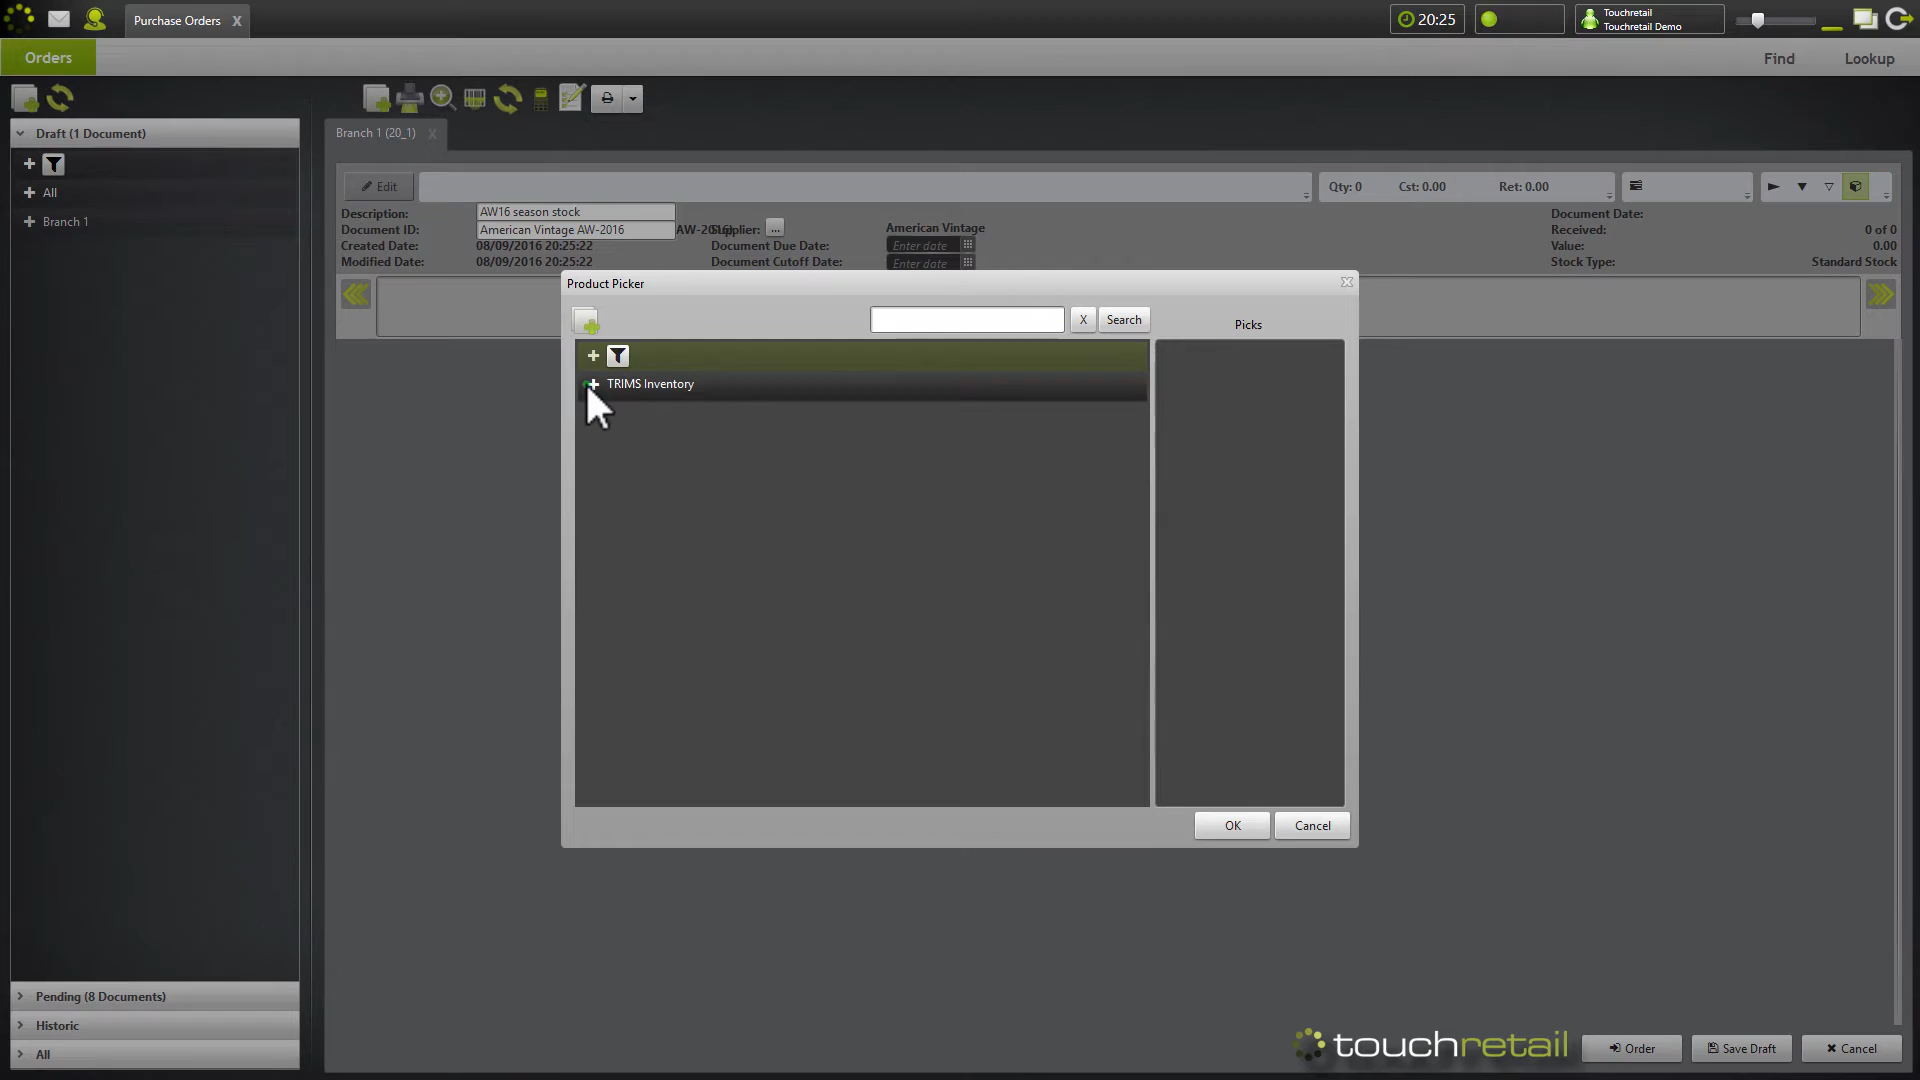 Purchase Orders X
20:25
Touchretail
Touchretail Demo
Orders
Find
Lookup
Draft (1 Document)
All
Branch 1
Branch 1 (20_1) X
Edit
Qty: 0 Cst: 0.00 Ret: 0.00
Description: AW16 season stock
Document ID: American Vintage AW-2016
Supplier: ... American Vintage
Created Date: 08/09/2016 20:25:22
Document Due Date: Enter date
Modified Date: 08/09/2016 20:25:22
Document Cutoff Date: Enter date
Document Date:
Received: 0 of 0
Value: 0.00
Stock Type: Standard Stock
Product Picker
X Search
Picks
TRIMS Inventory
OK Cancel
Pending (8 Documents)
Historic
All
touchretail
Order Save Draft Cancel